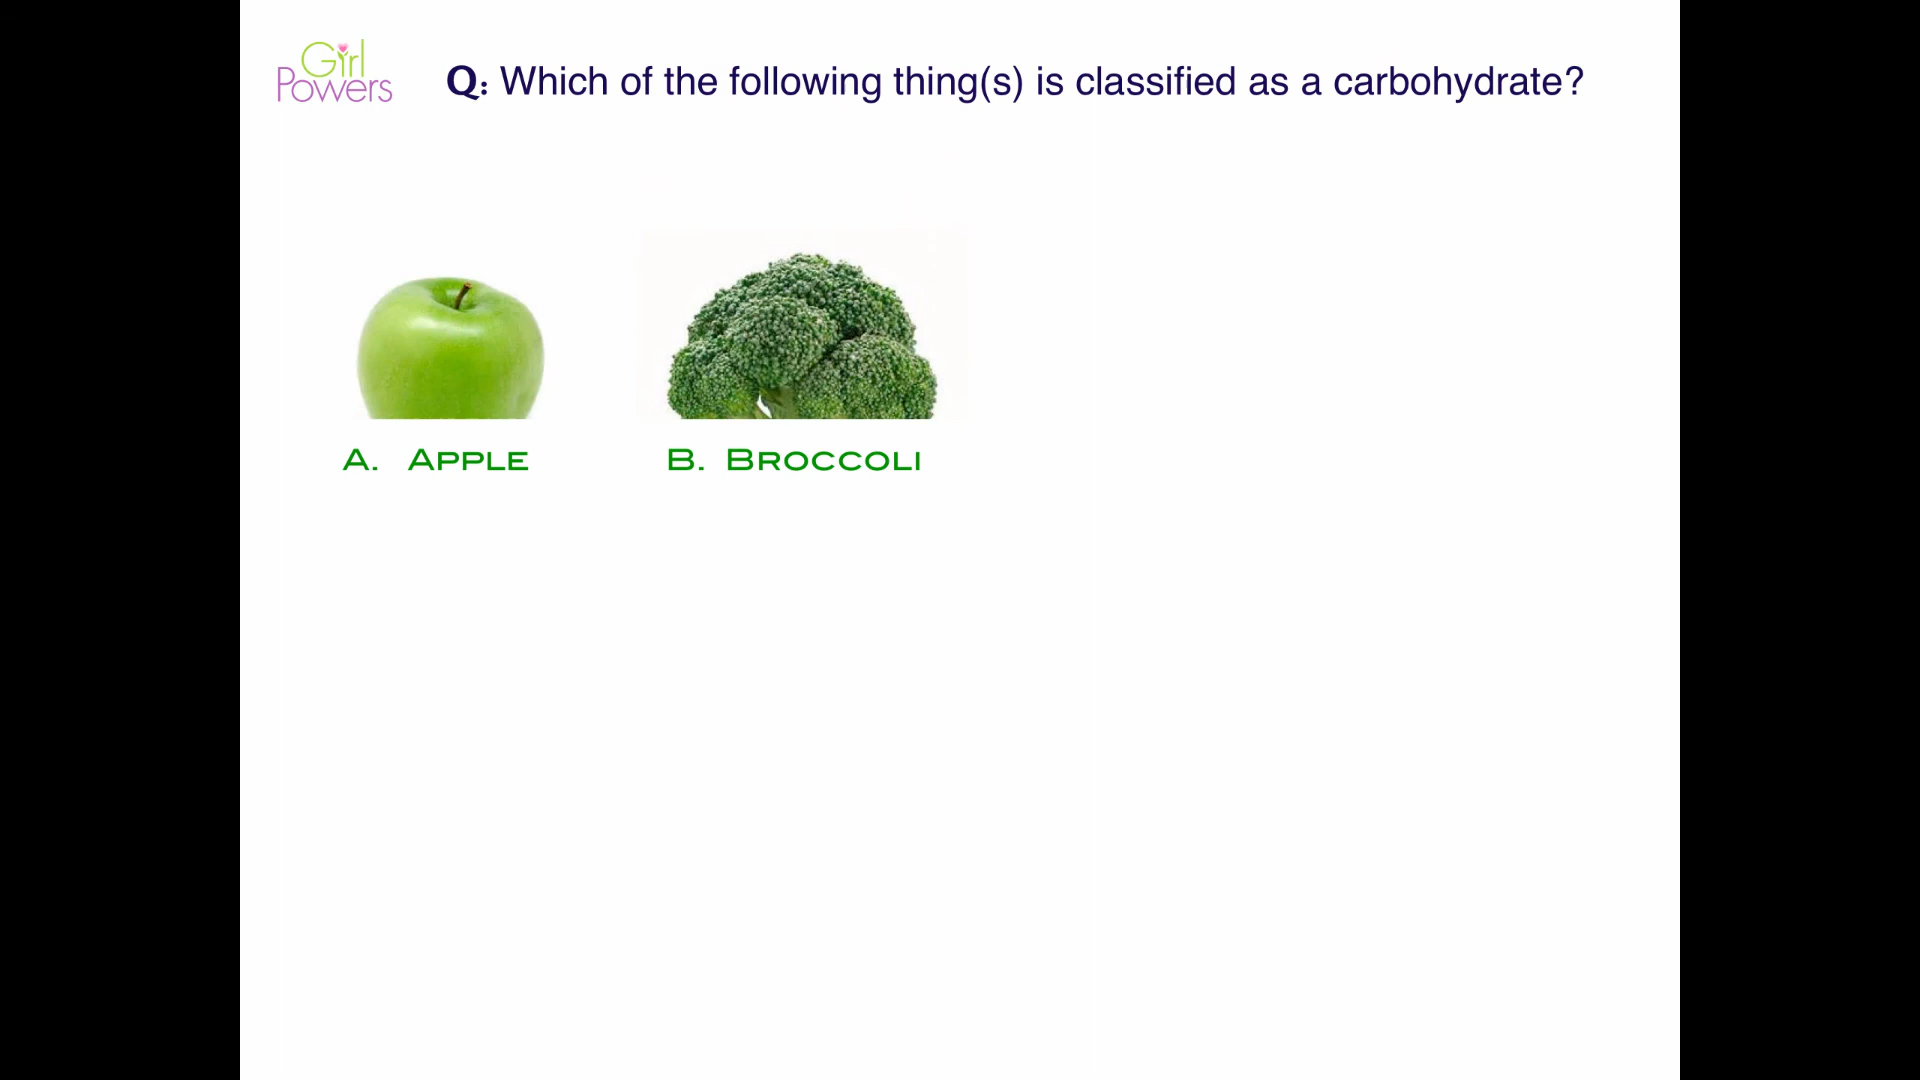 Girl
Powers
Q: Which of the following thing(s) is classified as a carbohydrate?
A. Apple
B. Broccoli